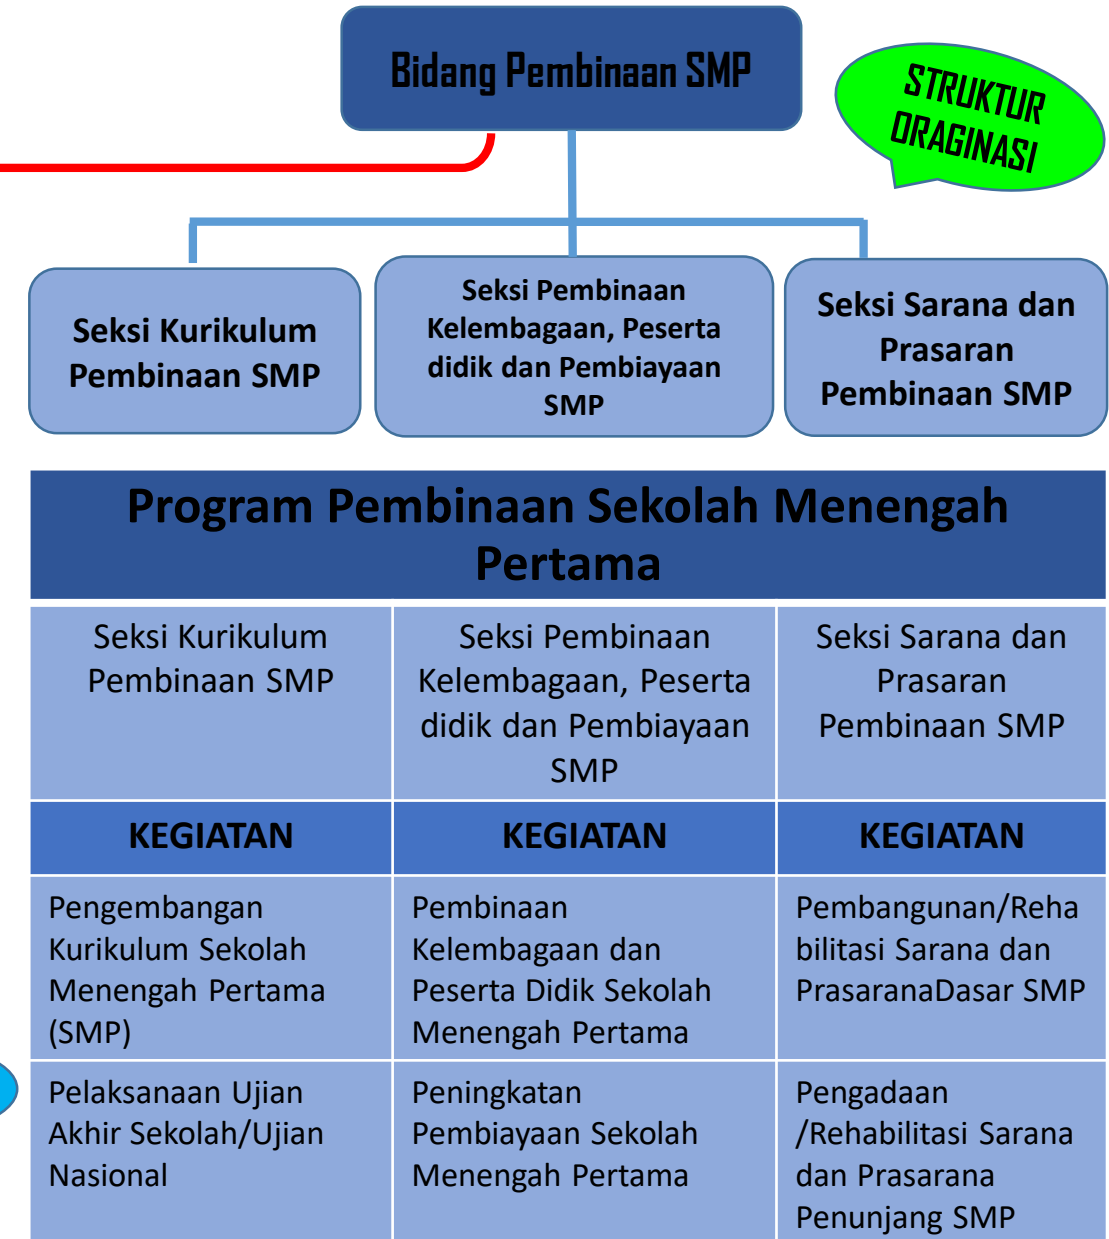 Bidang Pembinaan SMP
STRUKTUR
ORAGINASI
Seksi Kurikulum
Pembinaan SMP
Seksi Pembinaan
Kelembagaan, Peserta
didik dan Pembiayaan
SMP
Seksi Sarana dan
Prasaran
Pembinaan SMP
Program Pembinaan Sekolah Menengah
Pertama
Seksi Kurikulum
Pembinaan SMP
Seksi Pembinaan
Kelembagaan, Peserta
didik dan Pembiayaan
SMP
Seksi Sarana dan
Prasaran
Pembinaan SMP
KEGIATAN
KEGIATAN
KEGIATAN
Pengembangan
Kurikulum Sekolah
Menengah Pertama
(SMP)
Pembinaan
Kelembagaan dan
Peserta Didik Sekolah
Menengah Pertama
Pembangunan/Reha
bilitasi Sarana dan
PrasaranaDasar SMP
Pelaksanaan Ujian
Akhir Sekolah/Ujian
Nasional
Peningkatan
Pembiayaan Sekolah
Menengah Pertama
Pengadaan
/Rehabilitasi Sarana
dan Prasarana
Penunjang SMP